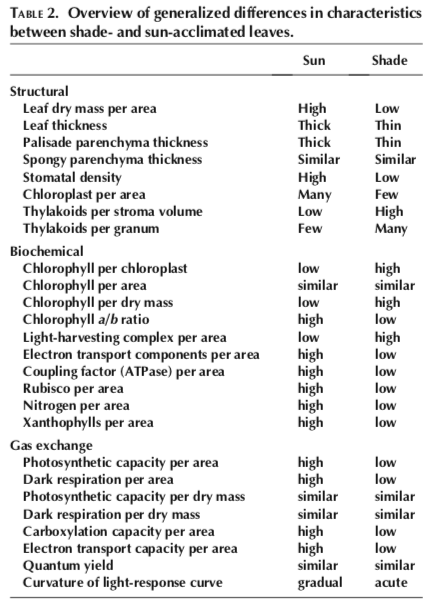 TABLE 2. Overview of generalized differences in characteristics
between shade- and sun-acclimated leaves.
Sun Shade
Structural
Leaf dry mass per area High Low
Leaf thickness Thick Thin
Palisade parenchyma thickness Thick Thin
Spongy parenchyma thickness Similar Similar
Stomatal density High Low
Chloroplast per area Many Few
Thylakoids per stroma volume Low High
Thylakoids per granum Few Many
Biochemical
Chlorophyll per chloroplast low high
Chlorophyll per area similar similar
Chlorophyll per dry mass low high
Chlorophyll a/b ratio high low
Light-harvesting complex per area low high
Electron transport components per area high low
Coupling factor (ATPase) per area high low
Rubisco per area high low
Nitrogen per area high low
Xanthophylls per area high low
Gas exchange
Photosynthetic capacity per area high low
Dark respiration per area high low
Photosynthetic capacity per dry mass similar similar
Dark respiration per dry mass similar similar
Carboxylation capacity per area high low
Electron transport capacity per area high low
Quantum yield similar similar
Curvature of light-response curve gradual acute